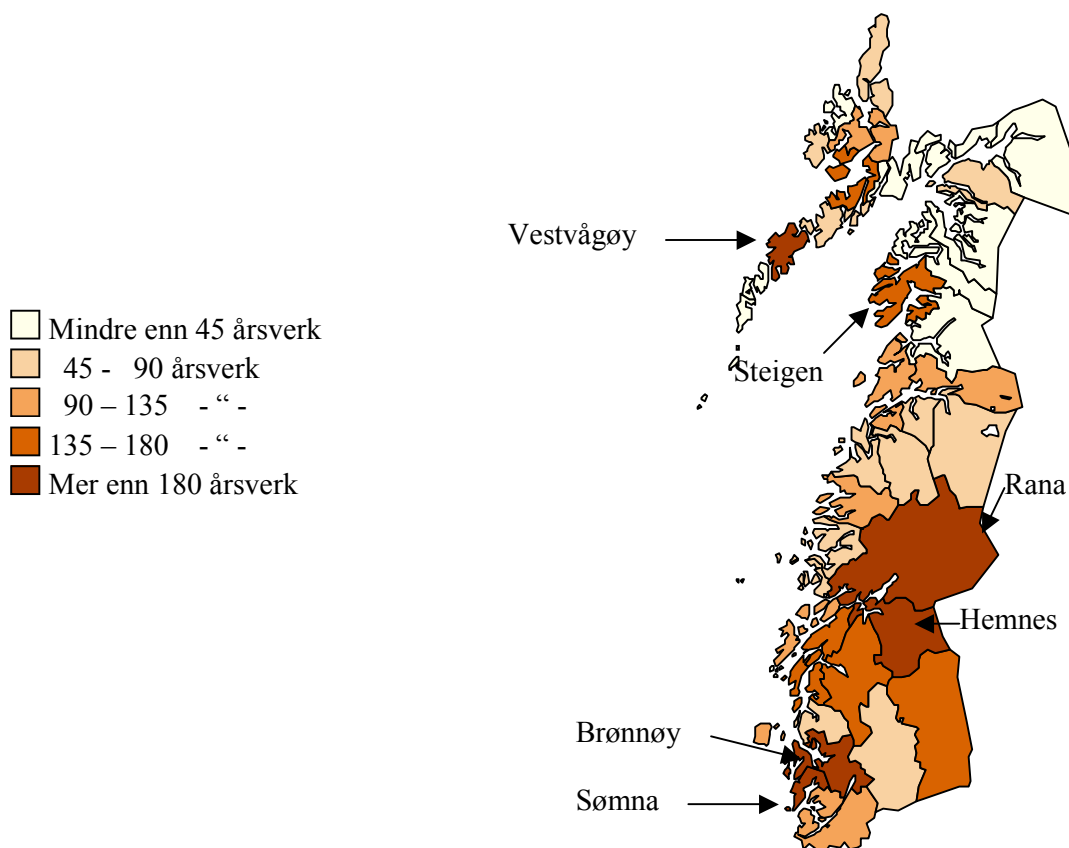 Vestvågøy
Mindre enn 45 årsverk
45 - 90 årsverk
90 – 135 - “ -
135 – 180 - “ -
Mer enn 180 årsverk
Steigen
Rana
Hemnes
Brønnøy
Sømna